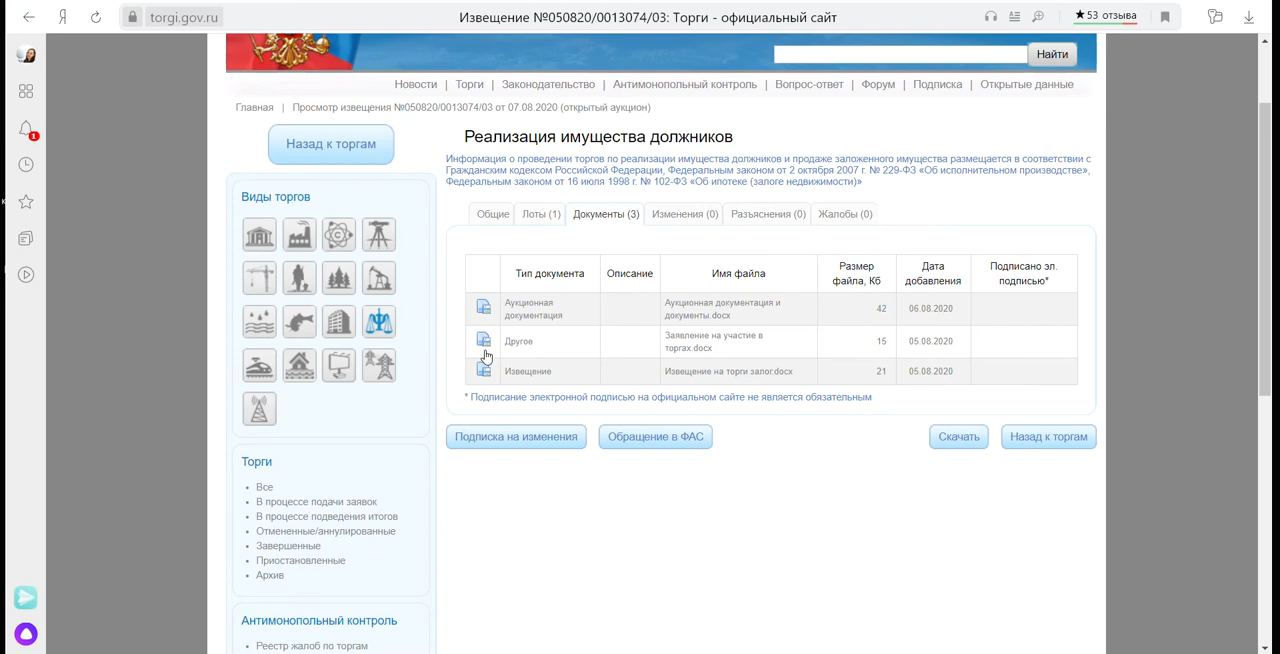 torgi.gov.ru
Извещение №050820/0013074/03: Торги - официальный сайт
★53 отзыва
1
Найти
Новости | Торги | Законодательство | Антимонопольный контроль | Вопрос-ответ | Форум | Подписка | Открытые данные
Главная | Просмотр извещения №050820/0013074/03 от 07.08.2020 (открытый аукцион)
Назад к торгам
Виды торгов
Торги
Все
В процессе подачи заявок
В процессе подведения итогов
Отмененные/аннулированные
Завершенные
Приостановленные
Архив
Антимонопольный контроль
Реестр жалоб по торгам
Реализация имущества должников
Информация о проведении торгов по реализации имущества должников и продаже заложенного имущества размещается в соответствии с
Гражданским кодексом Российской Федерации, Федеральным законом от 2 октября 2007 г. № 229-ФЗ «Об исполнительном производстве»,
Федеральным законом от 16 июля 1998 г. № 102-ФЗ «Об ипотеке (залоге недвижимости)»
Общие Лоты (1) Документы (3) Изменения (0) Разъяснения (0) Жалобы (0)
Тип документа Описание Имя файла Размер файла, Кб Дата добавления Подписано эл. подписью*
Аукционная документация Аукционная документация и документы.docx 42 06.08.2020
Другое Заявление на участие в торгах.docx 15 05.08.2020
Извещение Извещение на торги залог.docx 21 05.08.2020
* Подписание электронной подписью на официальном сайте не является обязательным
Подписка на изменения Обращение в ФАС Скачать Назад к торгам